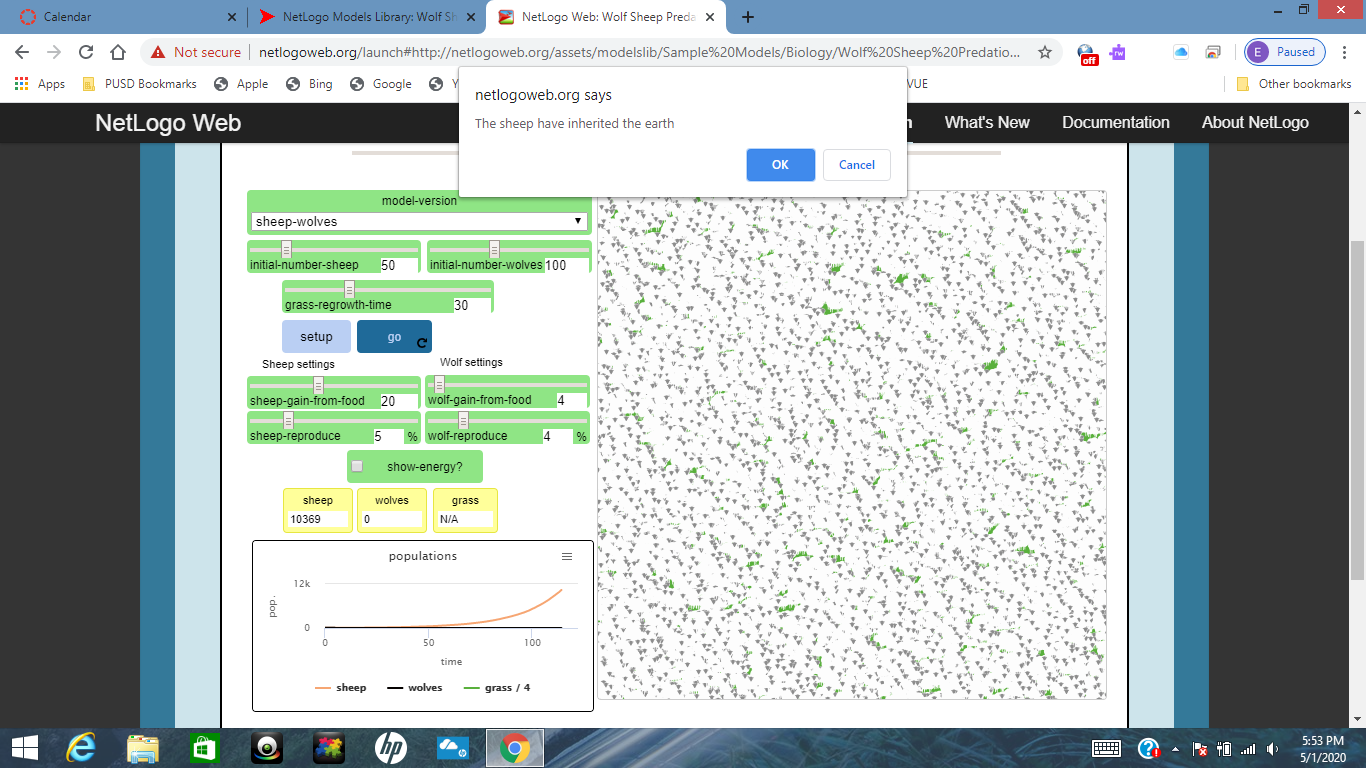 Calendar
NetLogo Models Library: Wolf Sh
NetLogo Web: Wolf Sheep Preda
Not secure
netlogoweb.org/launch#http://netlogoweb.org/assets/modelslib/Sample%20Models/Biology/Wolf%20Sheep%20Predatio...
off
rw
E Paused
Apps
PUSD Bookmarks
Apple
Bing
Google
Y
VUE
Other bookmarks
netlogoweb.org says
The sheep have inherited the earth
OK
Cancel
NetLogo Web
What's New
Documentation
About NetLogo
model-version
sheep-wolves
initial-number-sheep 50
initial-number-wolves 100
grass-regrowth-time 30
setup
go
Sheep settings
Wolf settings
sheep-gain-from-food 20
wolf-gain-from-food 4
sheep-reproduce 5 %
wolf-reproduce 4 %
show-energy?
sheep
wolves
grass
10369
0
N/A
populations
pop.
12k
0
0
50
100
time
sheep
wolves
grass / 4
hp
5:53 PM
5/1/2020